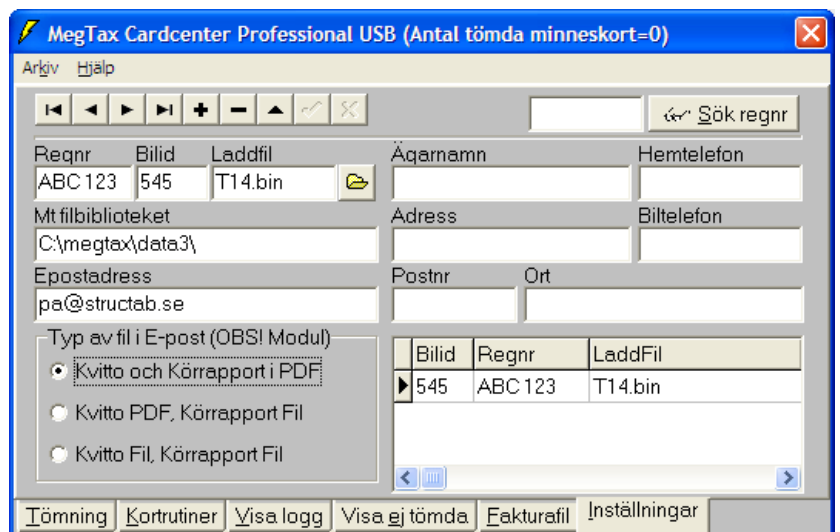 MegTax Cardcenter Professional USB (Antal tömda minneskort=0)
Arkiv Hjälp
Sök regnr
Regnr Bilid Laddfil Ägarnamn Hemtelefon
ABC 123 545 T14.bin
Mt filbiblioteket Adress Biltelefon
C:\megtax\data3\
Epostadress Postnr Ort
pa@structab.se
Typ av fil i E-post (OBS! Modul)
Kvitto och Körrapport i PDF
Kvitto PDF, Körrapport Fil
Kvitto Fil, Körrapport Fil
Bilid Regnr LaddFil
545 ABC 123 T14.bin
Tömning Kortrutiner Visa logg Visa ej tömda Fakturafil Inställningar